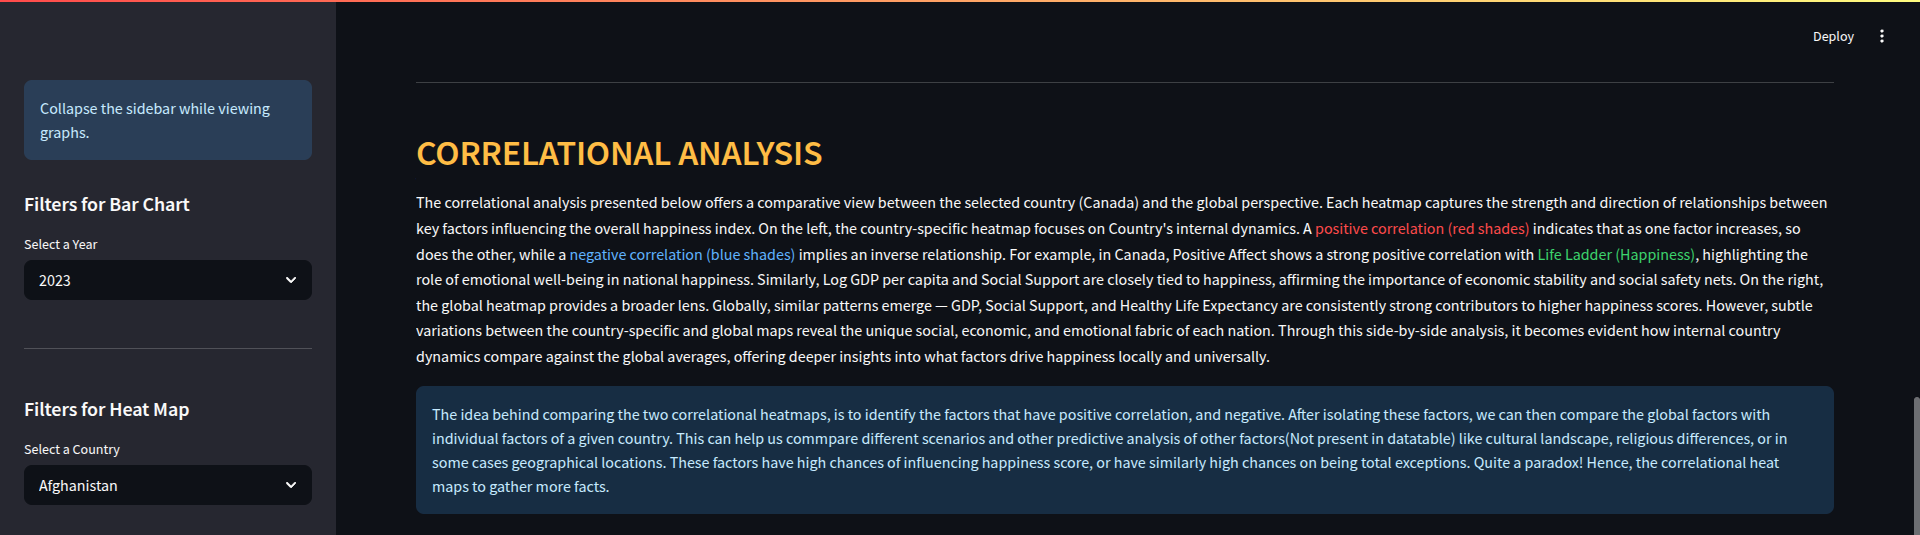 Deploy
Collapse the sidebar while viewing
graphs.
Filters for Bar Chart
Select a Year
2023
Filters for Heat Map
Select a Country
Afghanistan
CORRELATIONAL ANALYSIS
The correlational analysis presented below offers a comparative view between the selected country (Canada) and the global perspective. Each heatmap captures the strength and direction of relationships between
key factors influencing the overall happiness index. On the left, the country-specific heatmap focuses on Country's internal dynamics. A positive correlation (red shades) indicates that as one factor increases, so
does the other, while a negative correlation (blue shades) implies an inverse relationship. For example, in Canada, Positive Affect shows a strong positive correlation with Life Ladder (Happiness), highlighting the
role of emotional well-being in national happiness. Similarly, Log GDP per capita and Social Support are closely tied to happiness, affirming the importance of economic stability and social safety nets. On the right,
the global heatmap provides a broader lens. Globally, similar patterns emerge — GDP, Social Support, and Healthy Life Expectancy are consistently strong contributors to higher happiness scores. However, subtle
variations between the country-specific and global maps reveal the unique social, economic, and emotional fabric of each nation. Through this side-by-side analysis, it becomes evident how internal country
dynamics compare against the global averages, offering deeper insights into what factors drive happiness locally and universally.
The idea behind comparing the two correlational heatmaps, is to identify the factors that have positive correlation, and negative. After isolating these factors, we can then compare the global factors with
individual factors of a given country. This can help us commpare different scenarios and other predictive analysis of other factors(Not present in datatable) like cultural landscape, religious differences, or in
some cases geographical locations. These factors have high chances of influencing happiness score, or have similarly high chances on being total exceptions. Quite a paradox! Hence, the correlational heat
maps to gather more facts.